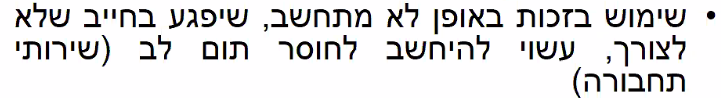 • שימוש בזכות באופן לא מתחשב, שיפגע בחייב שלא
לצורך, עשוי להיחשב לחוסר תום לב (שירותי
תחבורה)